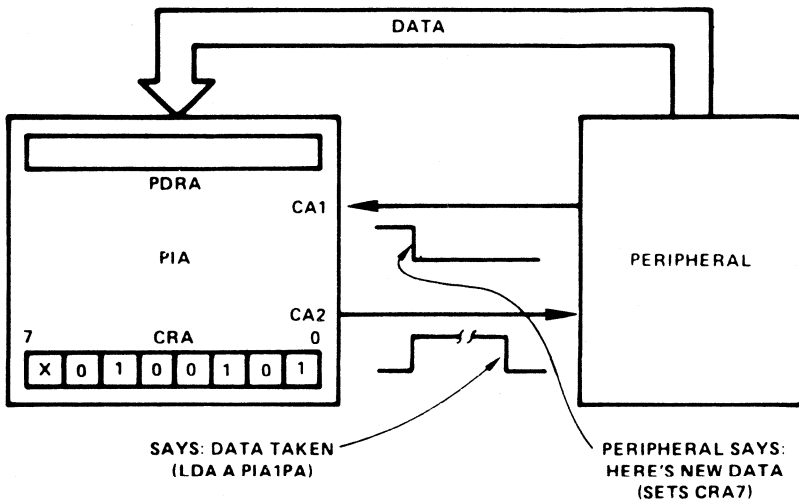 DATA
PDRA
CA1
PIA
PERIPHERAL
CA2
7 CRA 0
X 0 1 0 0 1 0 1
SAYS: DATA TAKEN
(LDA A PIA1PA)
PERIPHERAL SAYS:
HERE'S NEW DATA
(SETS CRA7)